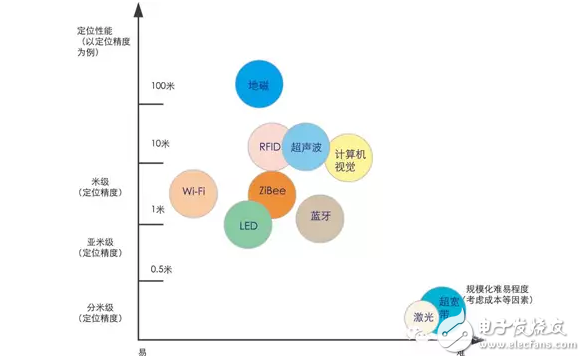 定位性能
（以定位精度
为例）
100米
地磁
10米
RFID
超声波
计算机
视觉
米级
（定位精度）
Wi-Fi
ZiBee
蓝牙
1米
LED
亚米级
（定位精度）
0.5米
规模化难易程度
（考虑成本等因素）
超宽
带
激光
分米级
（定位精度）
易
难
电子发烧友
www.elecfans.com